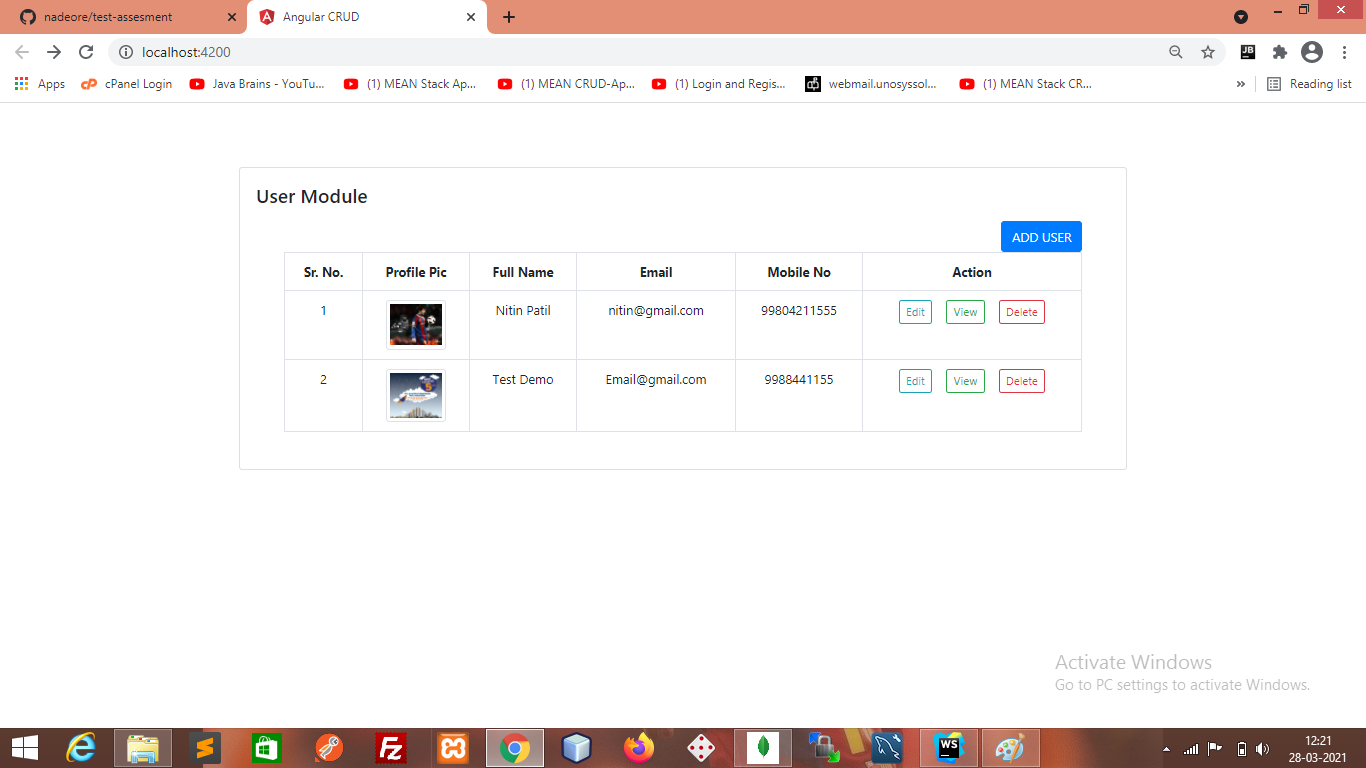 nadeore/test-assesment
Angular CRUD
localhost:4200
JB
Apps
cPanel Login
Java Brains - YouTu...
(1) MEAN Stack Ap...
(1) MEAN CRUD-Ap...
(1) Login and Regis...
webmail.unosyssol...
(1) MEAN Stack CR...
»
Reading list
User Module
ADD USER
Sr. No. Profile Pic Full Name Email Mobile No Action
1 Nitin Patil nitin@gmail.com 99804211555 Edit View Delete
2 Test Demo Email@gmail.com 9988441155 Edit View Delete
Activate Windows
Go to PC settings to activate Windows.
WS
12:21
28-03-2021